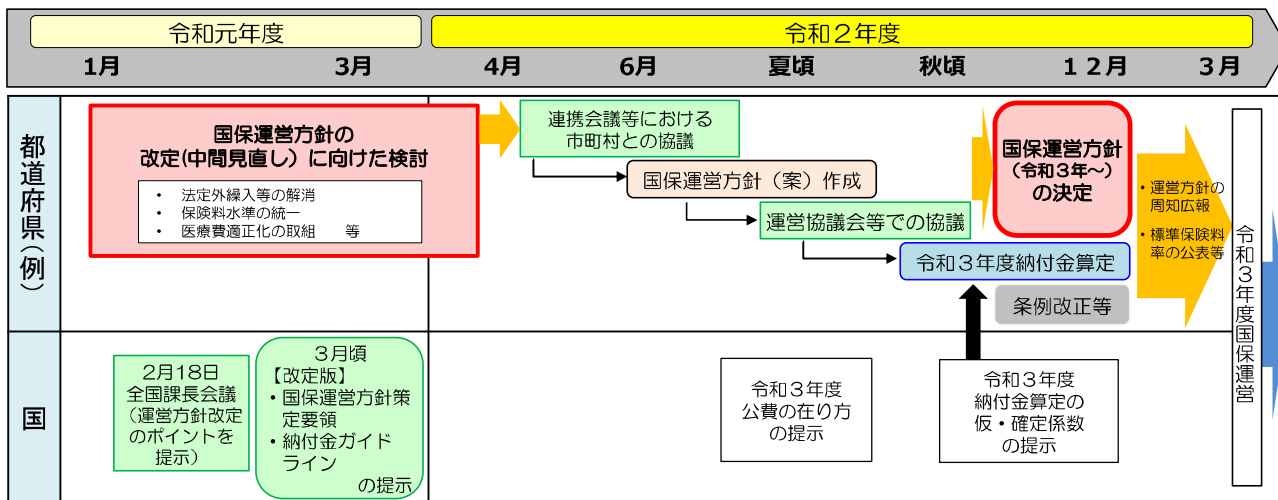 令和元年度
令和２年度
1月
3月
4月
6月
夏頃
秋頃
１２月
３月
都道府県(例)
国保運営方針の
改定(中間見直し）に向けた検討
・ 法定外繰入等の解消
・ 保険料水準の統一
・ 医療費適正化の取組　等
連携会議等における
市町村との協議
国保運営方針（案）作成
運営協議会等での協議
令和３年度納付金算定
国保運営方針
（令和３年～）
の決定
条例改正等
・運営方針の
周知広報
・標準保険料
率の公表等
令和３年度国保運営
国
2月18日
全国課長会議
（運営方針改定
のポイントを
提示）
３月頃
【改定版】
・国保運営方針策
定要領
・納付金ガイド
ライン
の提示
令和３年度
公費の在り方
の提示
令和３年度
納付金算定の
仮・確定係数
の提示